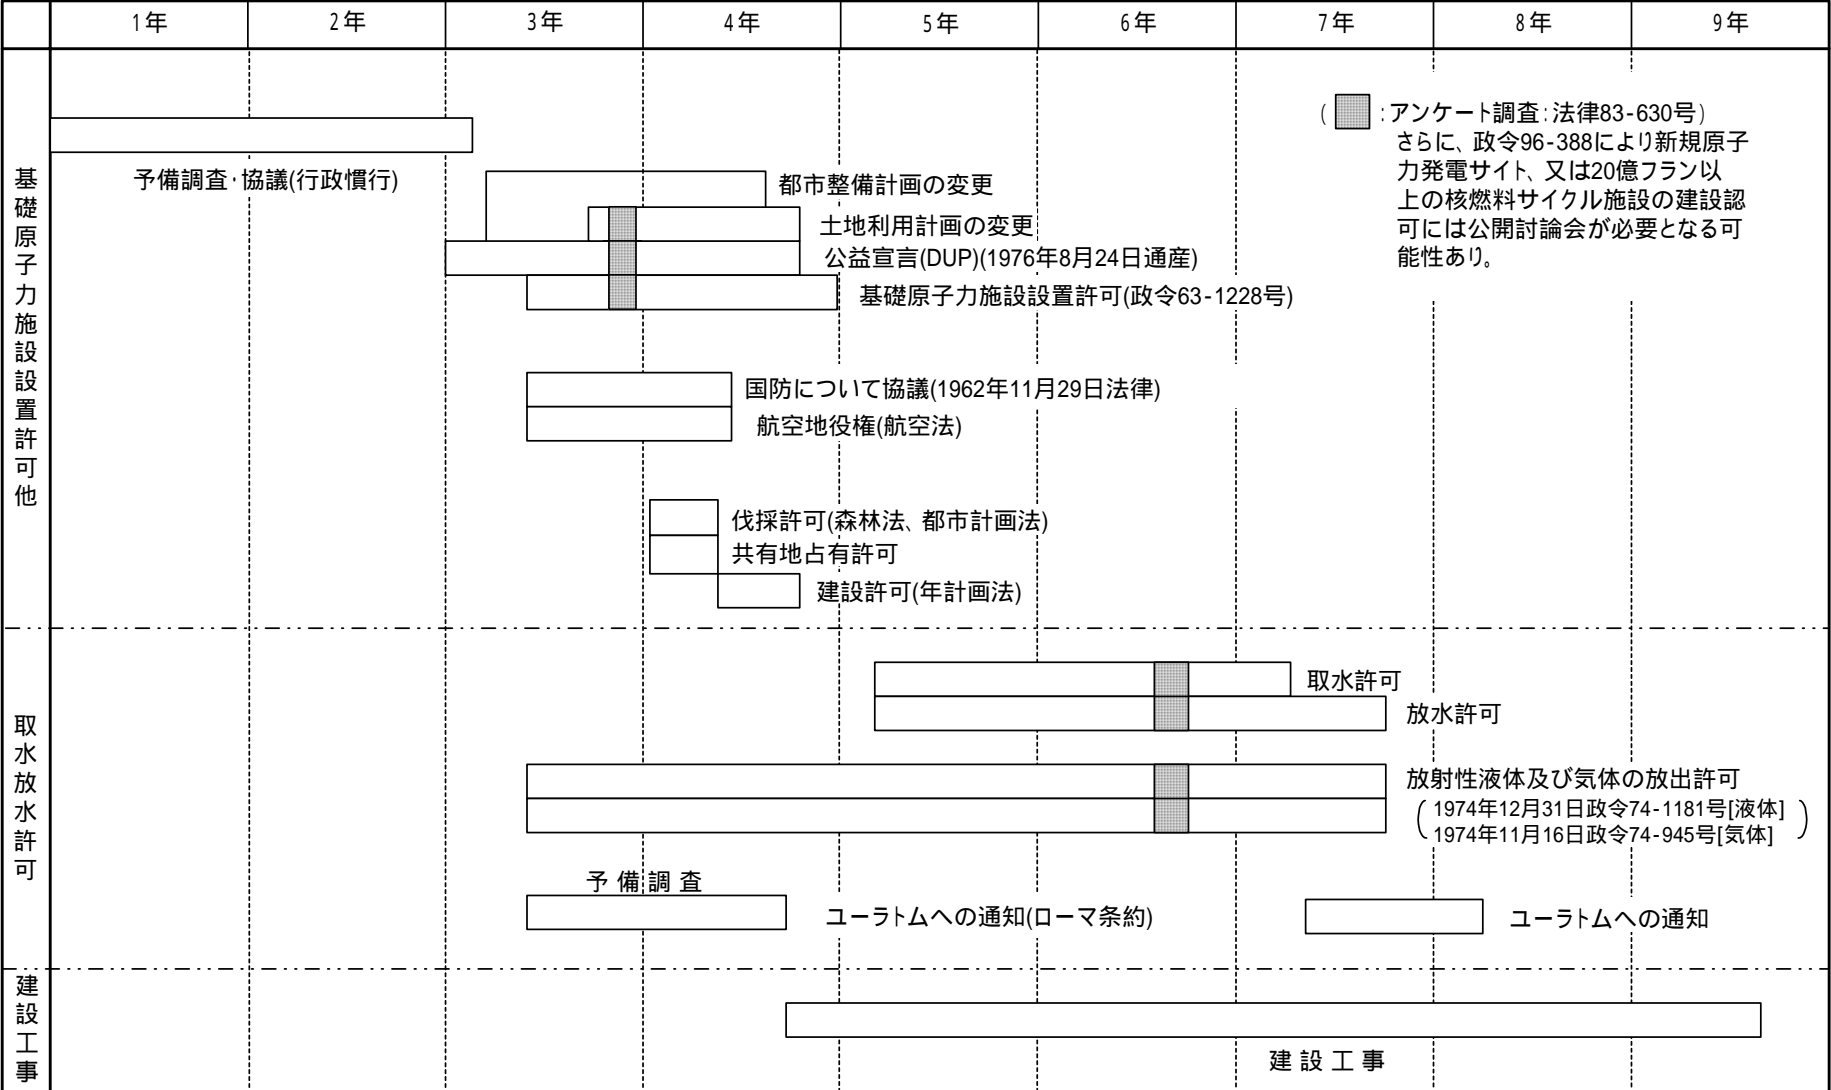 1年
2年
3年
4年
5年
6年
7年
8年
9年
基礎原子力施設設置許可他
(　:アンケート調査:法律83-630号)
さらに、政令96-388により新規原子
力発電サイト、又は20億フラン以
上の核燃料サイクル施設の建設認
可には公開討論会が必要となる可
能性あり。
予備調査・協議(行政慣行)
都市整備計画の変更
土地利用計画の変更
公益宣言(DUP)(1976年8月24日通産)
基礎原子力施設設置許可(政令63-1228号)
国防について協議(1962年11月29日法律)
航空地役権(航空法)
伐採許可(森林法、都市計画法)
共有地占有許可
建設許可(年計画法)
取水放水許可
取水許可
放水許可
放射性液体及び気体の放出許可
1974年12月31日政令74-1181号[液体]
1974年11月16日政令74-945号[気体]
予備調査
ユーラトムへの通知(ローマ条約)
ユーラトムへの通知
建設工事
建設工事